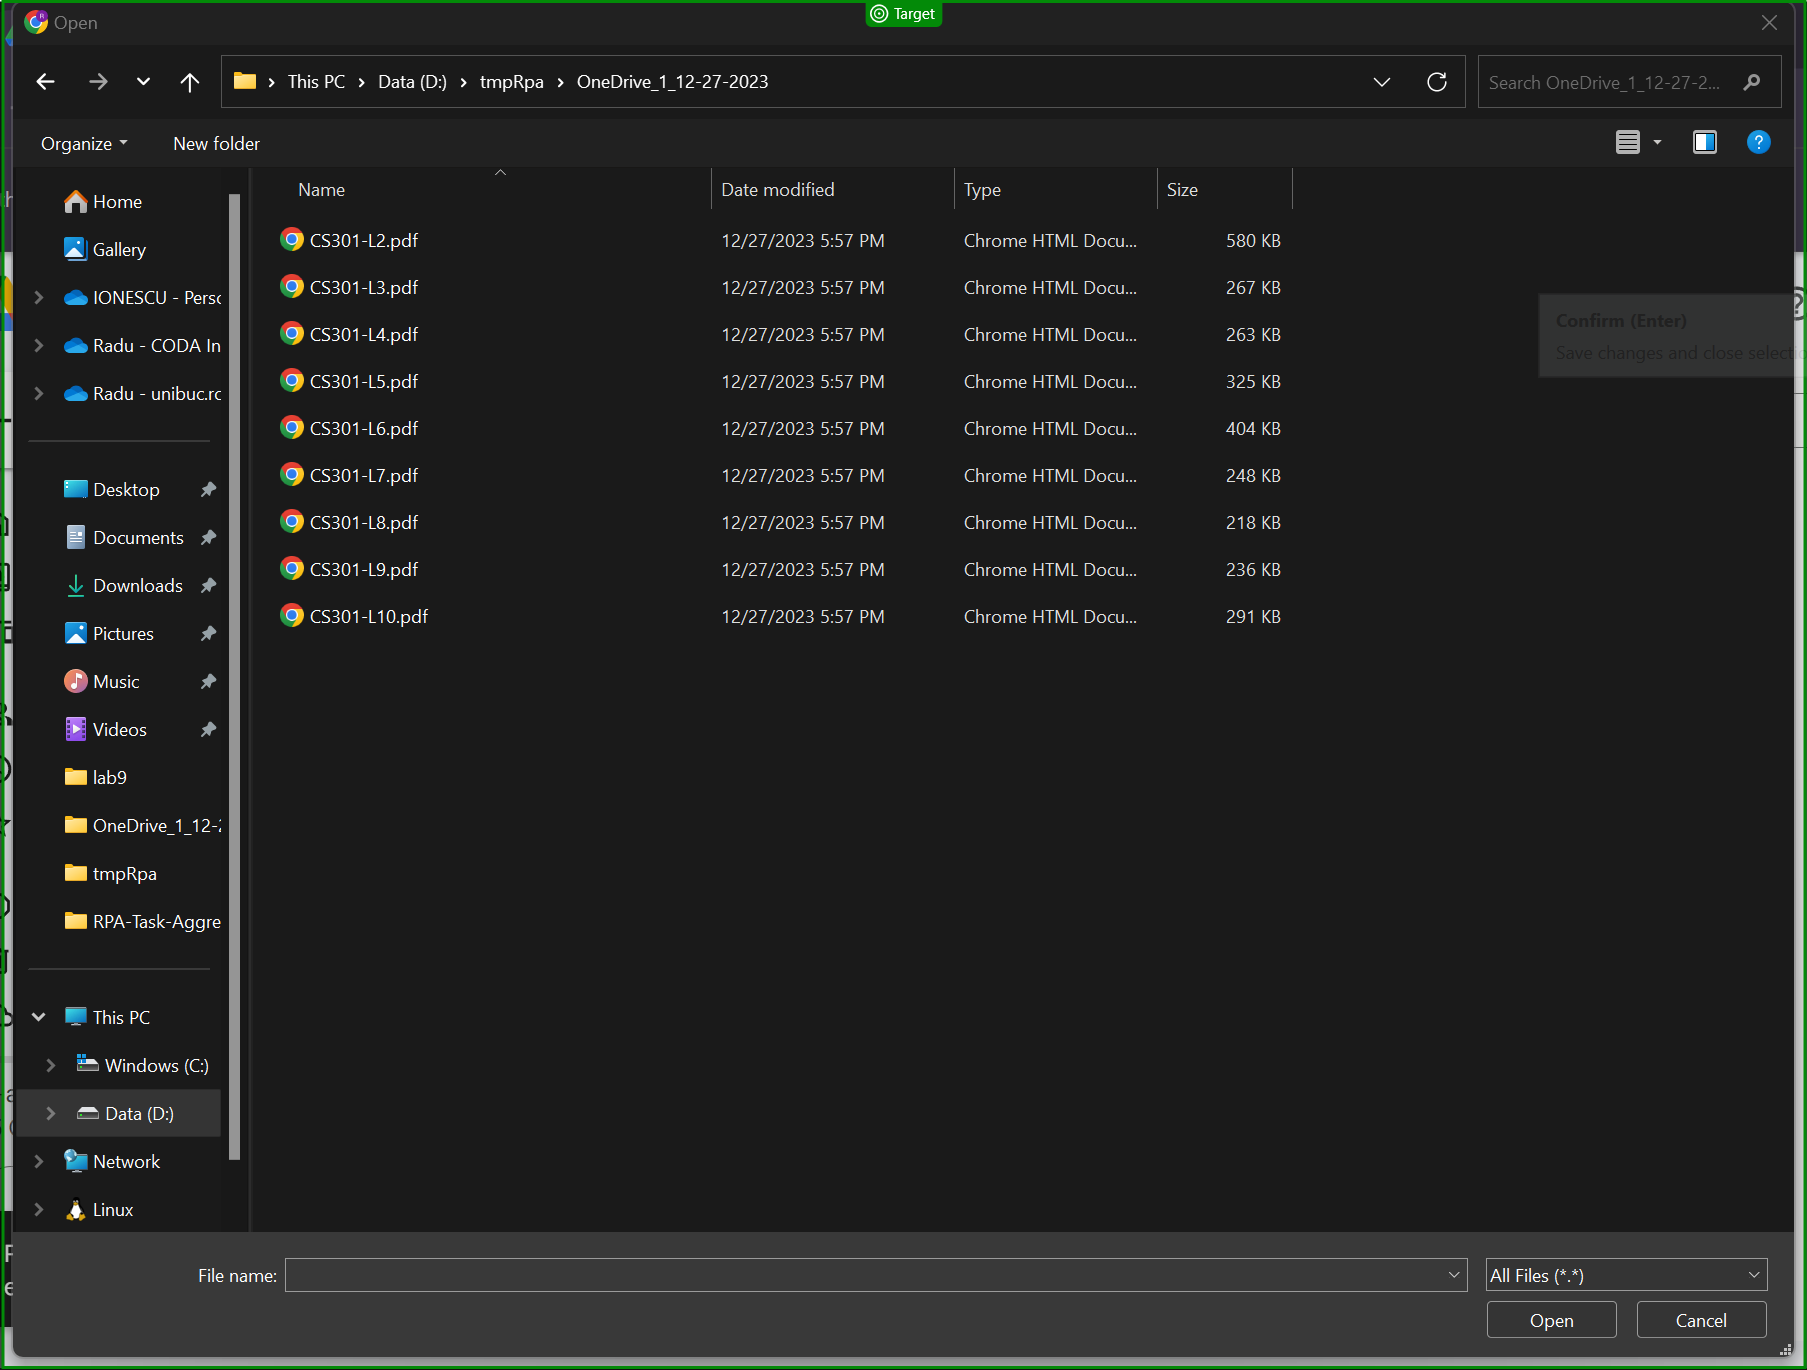 Open
Target
This PC > Data (D:) > tmpRpa > OneDrive_1_12-27-2023
Search OneDrive_1_12-27-2...
Organize
New folder
?
Name
Date modified
Type
Size
Home
Gallery
IONESCU - Perso
Radu - CODA In
Radu - unibuc.ro
Desktop
Documents
Downloads
Pictures
Music
Videos
lab9
OneDrive_1_12-2
tmpRpa
RPA-Task-Aggre
This PC
Windows (C:)
Data (D:)
Network
Linux
CS301-L2.pdf 12/27/2023 5:57 PM Chrome HTML Docu... 580 KB
CS301-L3.pdf 12/27/2023 5:57 PM Chrome HTML Docu... 267 KB
CS301-L4.pdf 12/27/2023 5:57 PM Chrome HTML Docu... 263 KB
CS301-L5.pdf 12/27/2023 5:57 PM Chrome HTML Docu... 325 KB
CS301-L6.pdf 12/27/2023 5:57 PM Chrome HTML Docu... 404 KB
CS301-L7.pdf 12/27/2023 5:57 PM Chrome HTML Docu... 248 KB
CS301-L8.pdf 12/27/2023 5:57 PM Chrome HTML Docu... 218 KB
CS301-L9.pdf 12/27/2023 5:57 PM Chrome HTML Docu... 236 KB
CS301-L10.pdf 12/27/2023 5:57 PM Chrome HTML Docu... 291 KB
Confirm (Enter)
Save changes and close selectio
File name:
All Files (*.*)
Open
Cancel